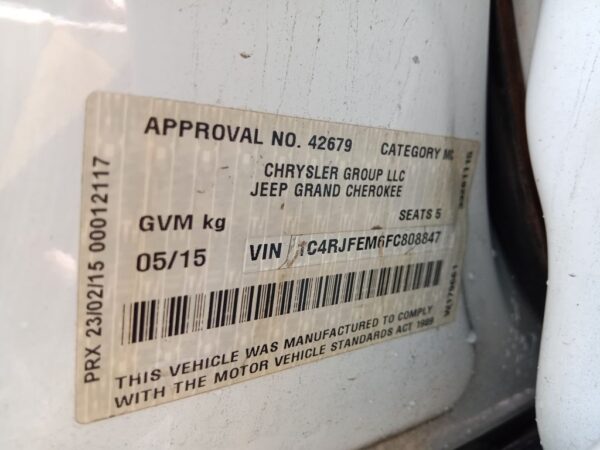 APPROVAL NO. 42679 CATEGORY MC
CHRYSLER GROUP LLC
JEEP GRAND CHEROKEE
GVM kg SEATS 5
05/15 VIN 1C4RJFEM6FC808847
THIS VEHICLE WAS MANUFACTURED TO COMPLY
WITH THE MOTOR VEHICLE STANDARDS ACT 1989
PRX 23/02/15 00012117